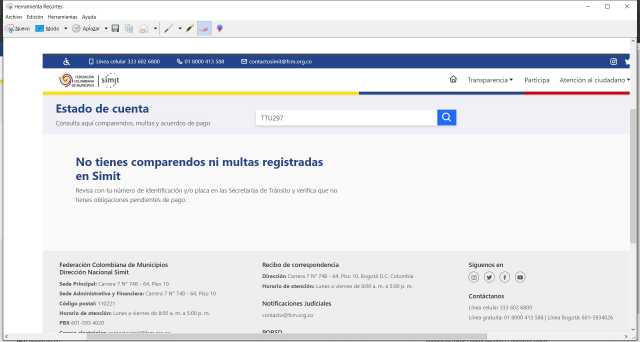 Herramienta Recortes
Archivo Edición Herramientas Ayuda
Nuevo Modo Aplazar
Línea celular 333 602 6800 01 8000 413 588 contactosimit@fcm.org.co
FEDERACIÓN COLOMBIANA DE MUNICIPIOS simit
Transparencia Participa Atención al ciudadano
Estado de cuenta
Consulta aquí comparendos, multas y acuerdos de pago
TTU297
No tienes comparendos ni multas registradas
en Simit
Revisa con tu número de identificación y/o placa en las Secretarías de Tránsito y verifica que no
tienes obligaciones pendientes de pago.
Federación Colombiana de Municipios
Dirección Nacional Simit
Sede Principal: Carrera 7 N° 74B - 64, Piso 10
Sede Administrativa y Financiera: Carrera 7 N° 74B - 64, Piso 10
Código postal: 110221
Horario de atención: Lunes a viernes de 8:00 a. m. a 5:00 p. m.
PBX 601-593-4020
Recibo de correspondencia
Dirección Carrera 7 N° 74B - 64, Piso 10, Bogotá D.C. Colombia
Horario de atención: Lunes a viernes de 8:00 a. m. a 5:00 p. m.
Notificaciones Judiciales
contacto@fcm.org.co
PQRSD
Síguenos en
Contáctanos
Línea celular 333 602 6800
Línea gratuita: 01 8000 413 588 | Línea Bogotá: 601-5934026